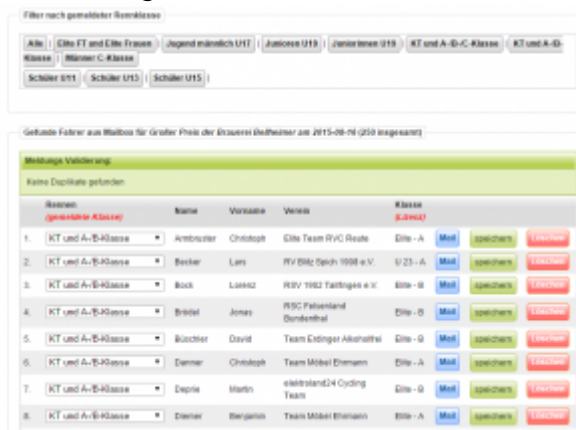 Filter nach gemeldeter Rennklasse
Alle | Elite FT und Elite Frauen | Jugend männlich U17 | Junioren U19 | Juniorinnen U19 | KT und A-/B-/C-Klasse | KT und A-/B-
Klasse | Männer C-Klasse
Schüler U11 | Schüler U13 | Schüler U15 |
Gefunde Fahrer aus Mailbox für Großer Preis der Brauerei Bellheimer am 2015-08-16 (250 insgesamt)
Meldungs Validierung:
Keine Duplikate gefunden
Rennen Name Vorname Verein Klasse
(gemeldete Klasse) (Lizenz)
1. KT und A-/B-Klasse Armbruster Christoph Elite Team RVC Reute Elite - A Mail speichern Löschen
2. KT und A-/B-Klasse Becker Lars RV Blitz Spich 1908 e.V. U 23 - A Mail speichern Löschen
3. KT und A-/B-Klasse Bock Lorenz RSV 1982 Tailfingen e.V. Elite - B Mail speichern Löschen
4. KT und A-/B-Klasse Brödel Jonas RSC Felsenland Elite - B Mail speichern Löschen
Bundenthal
5. KT und A-/B-Klasse Büschler David Team Erdinger Alkoholfrei Elite - B Mail speichern Löschen
6. KT und A-/B-Klasse Danner Christoph Team Möbel Ehrmann Elite - A Mail speichern Löschen
7. KT und A-/B-Klasse Deprie Martin elektroland24 Cycling Elite - B Mail speichern Löschen
Team
8. KT und A-/B-Klasse Diemer Benjamin Team Möbel Ehrmann Elite - A Mail speichern Löschen